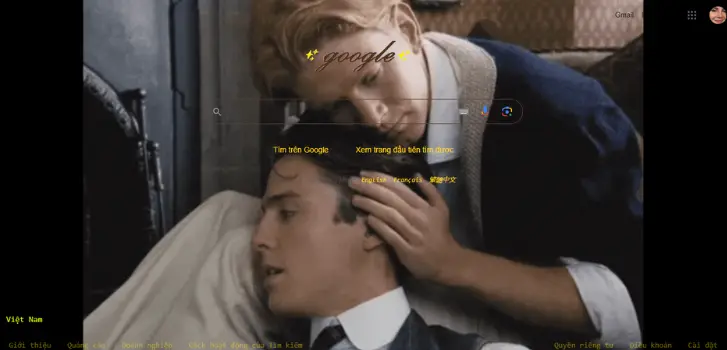 Gmail
google
Tìm trên Google Xem trang đầu tiên tìm được
English Français 繁體中文
Việt Nam
Giới thiệu Quảng cáo Doanh nghiệp Cách hoạt động của Tìm kiếm Quyền riêng tư Điều khoản Cài đặt